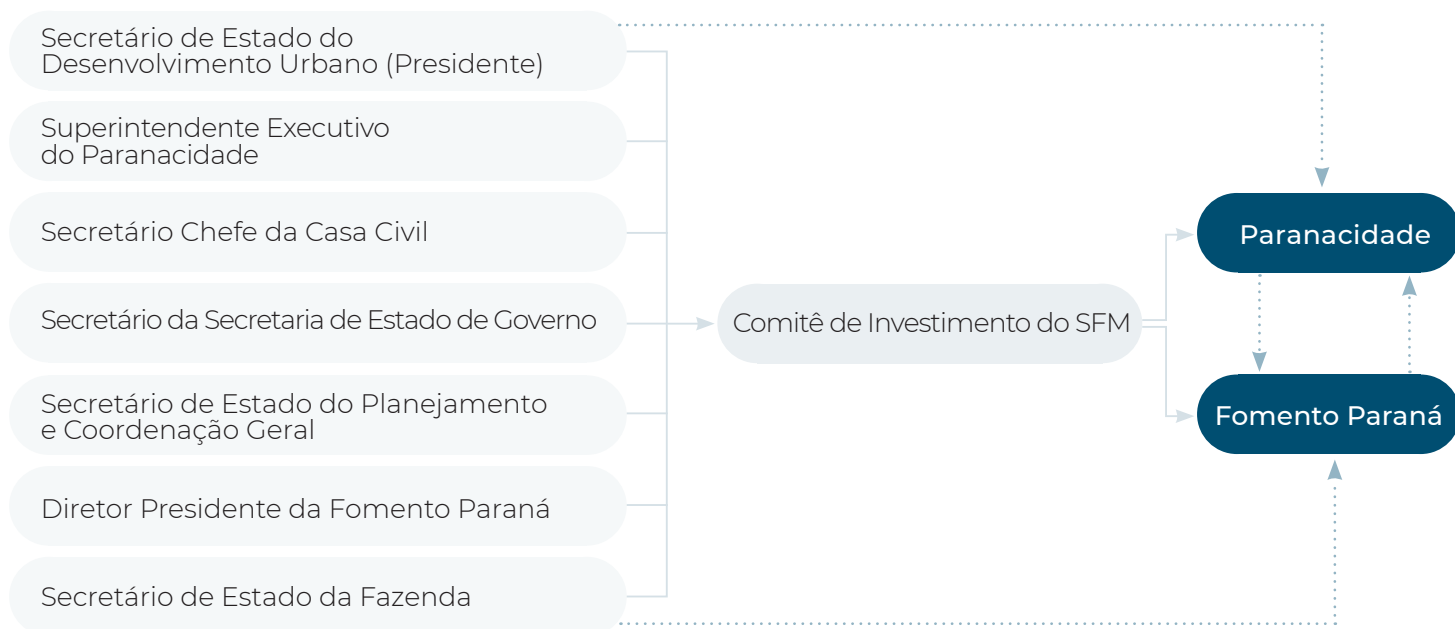 Secretário de Estado do
Desenvolvimento Urbano (Presidente)
Superintendente Executivo
do Paranacidade
Secretário Chefe da Casa Civil
Secretário da Secretaria de Estado de Governo
Secretário de Estado do Planejamento
e Coordenação Geral
Diretor Presidente da Fomento Paraná
Secretário de Estado da Fazenda
Comitê de Investimento do SFM
Paranacidade
Fomento Paraná